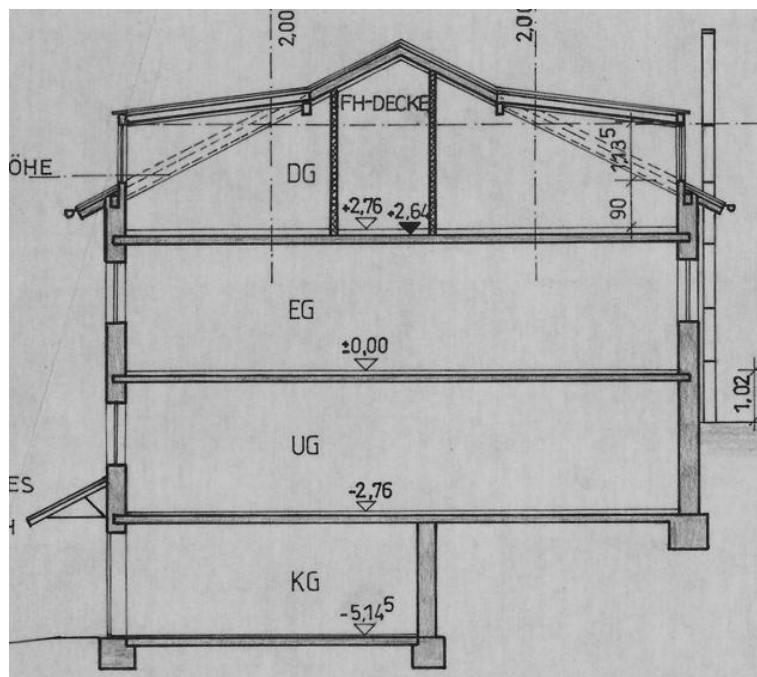 2,00
2,00
FH-DECKE
ÖHE
DG
1,18⁵
+2,76
+2,64
90
EG
±0,00
1,02
UG
ES
-2,76
H
KG
-5,14⁵